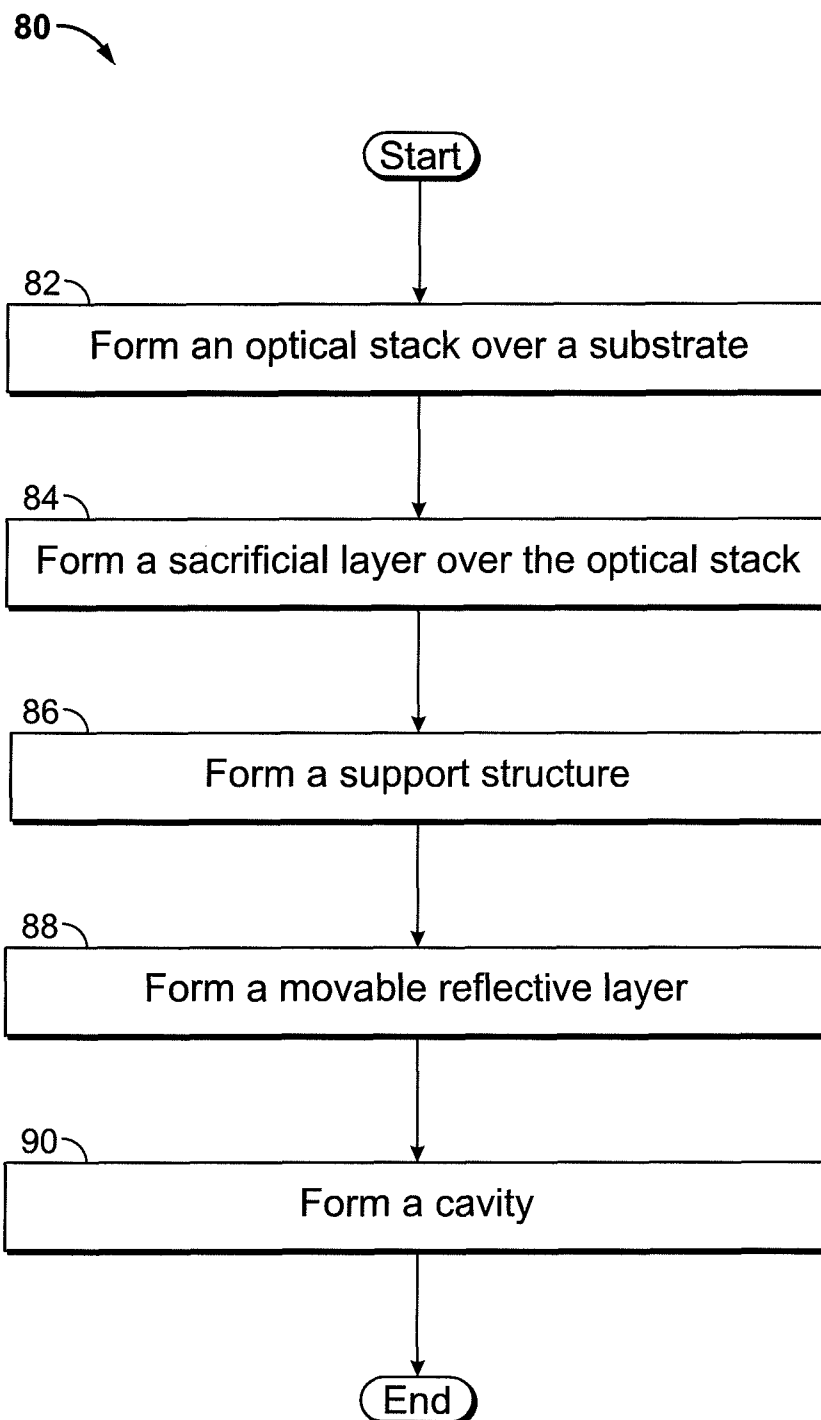 80
Start
82
Form an optical stack over a substrate
84
Form a sacrificial layer over the optical stack
86
Form a support structure
88
Form a movable reflective layer
90
Form a cavity
End